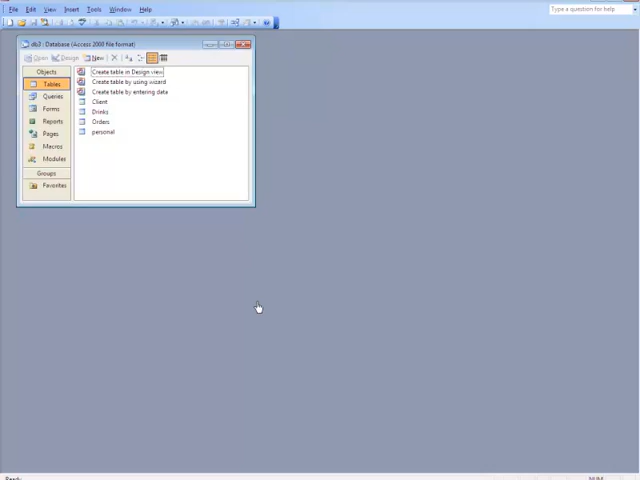 File Edit View Insert Tools Window Help
Type a question for help
db3 : Database (Access 2000 file format)
Open Design New
Objects
Tables
Queries
Forms
Reports
Pages
Macros
Modules
Groups
Favorites
Create table in Design view
Create table by using wizard
Create table by entering data
Client
Drinks
Orders
personal
Ready
NUM